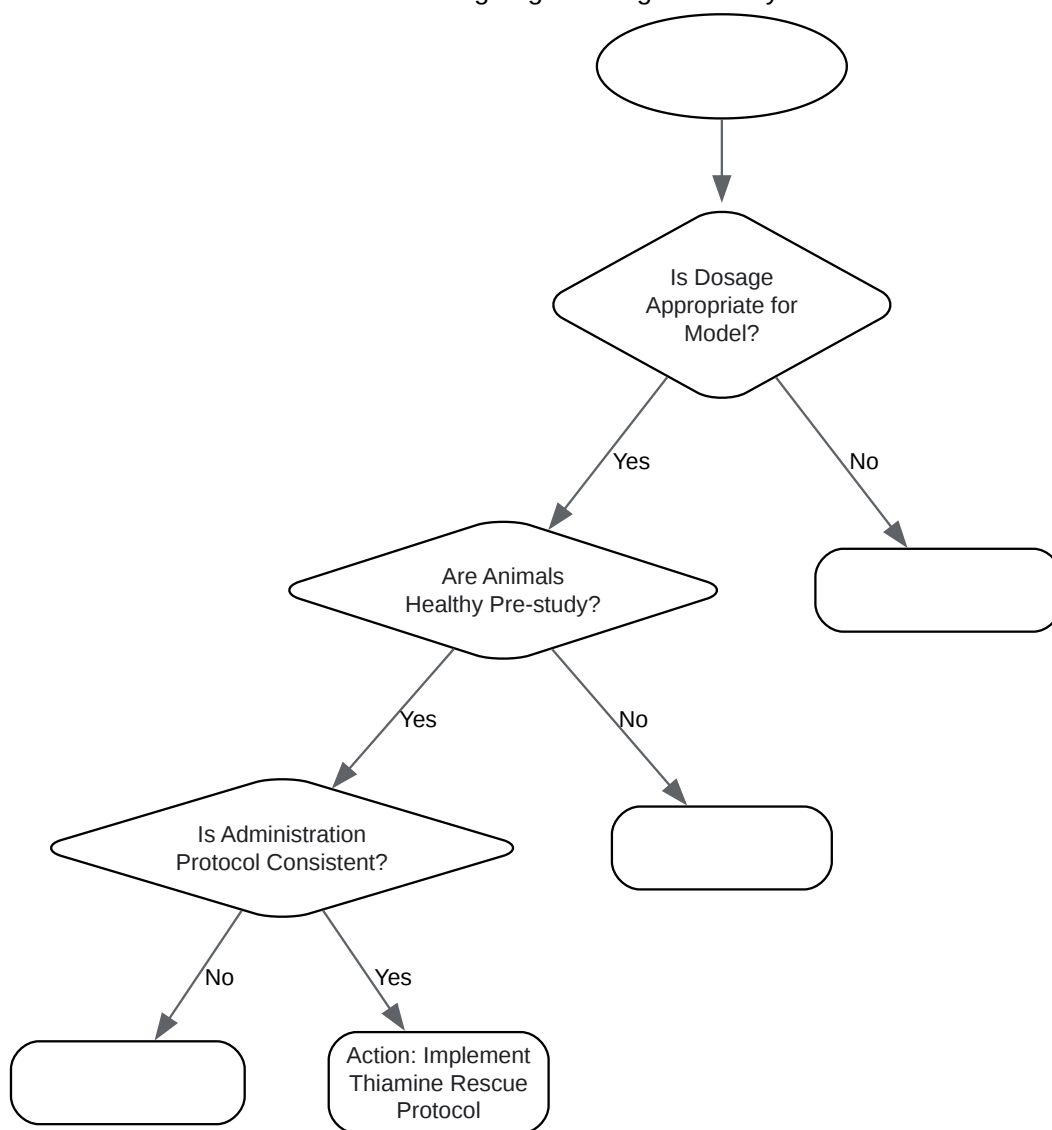 Is Dosage
Appropriate for
Model?
Yes
No
Are Animals
Healthy Pre-study?
Yes
No
Is Administration
Protocol Consistent?
No
Yes
Action: Implement
Thiamine Rescue
Protocol